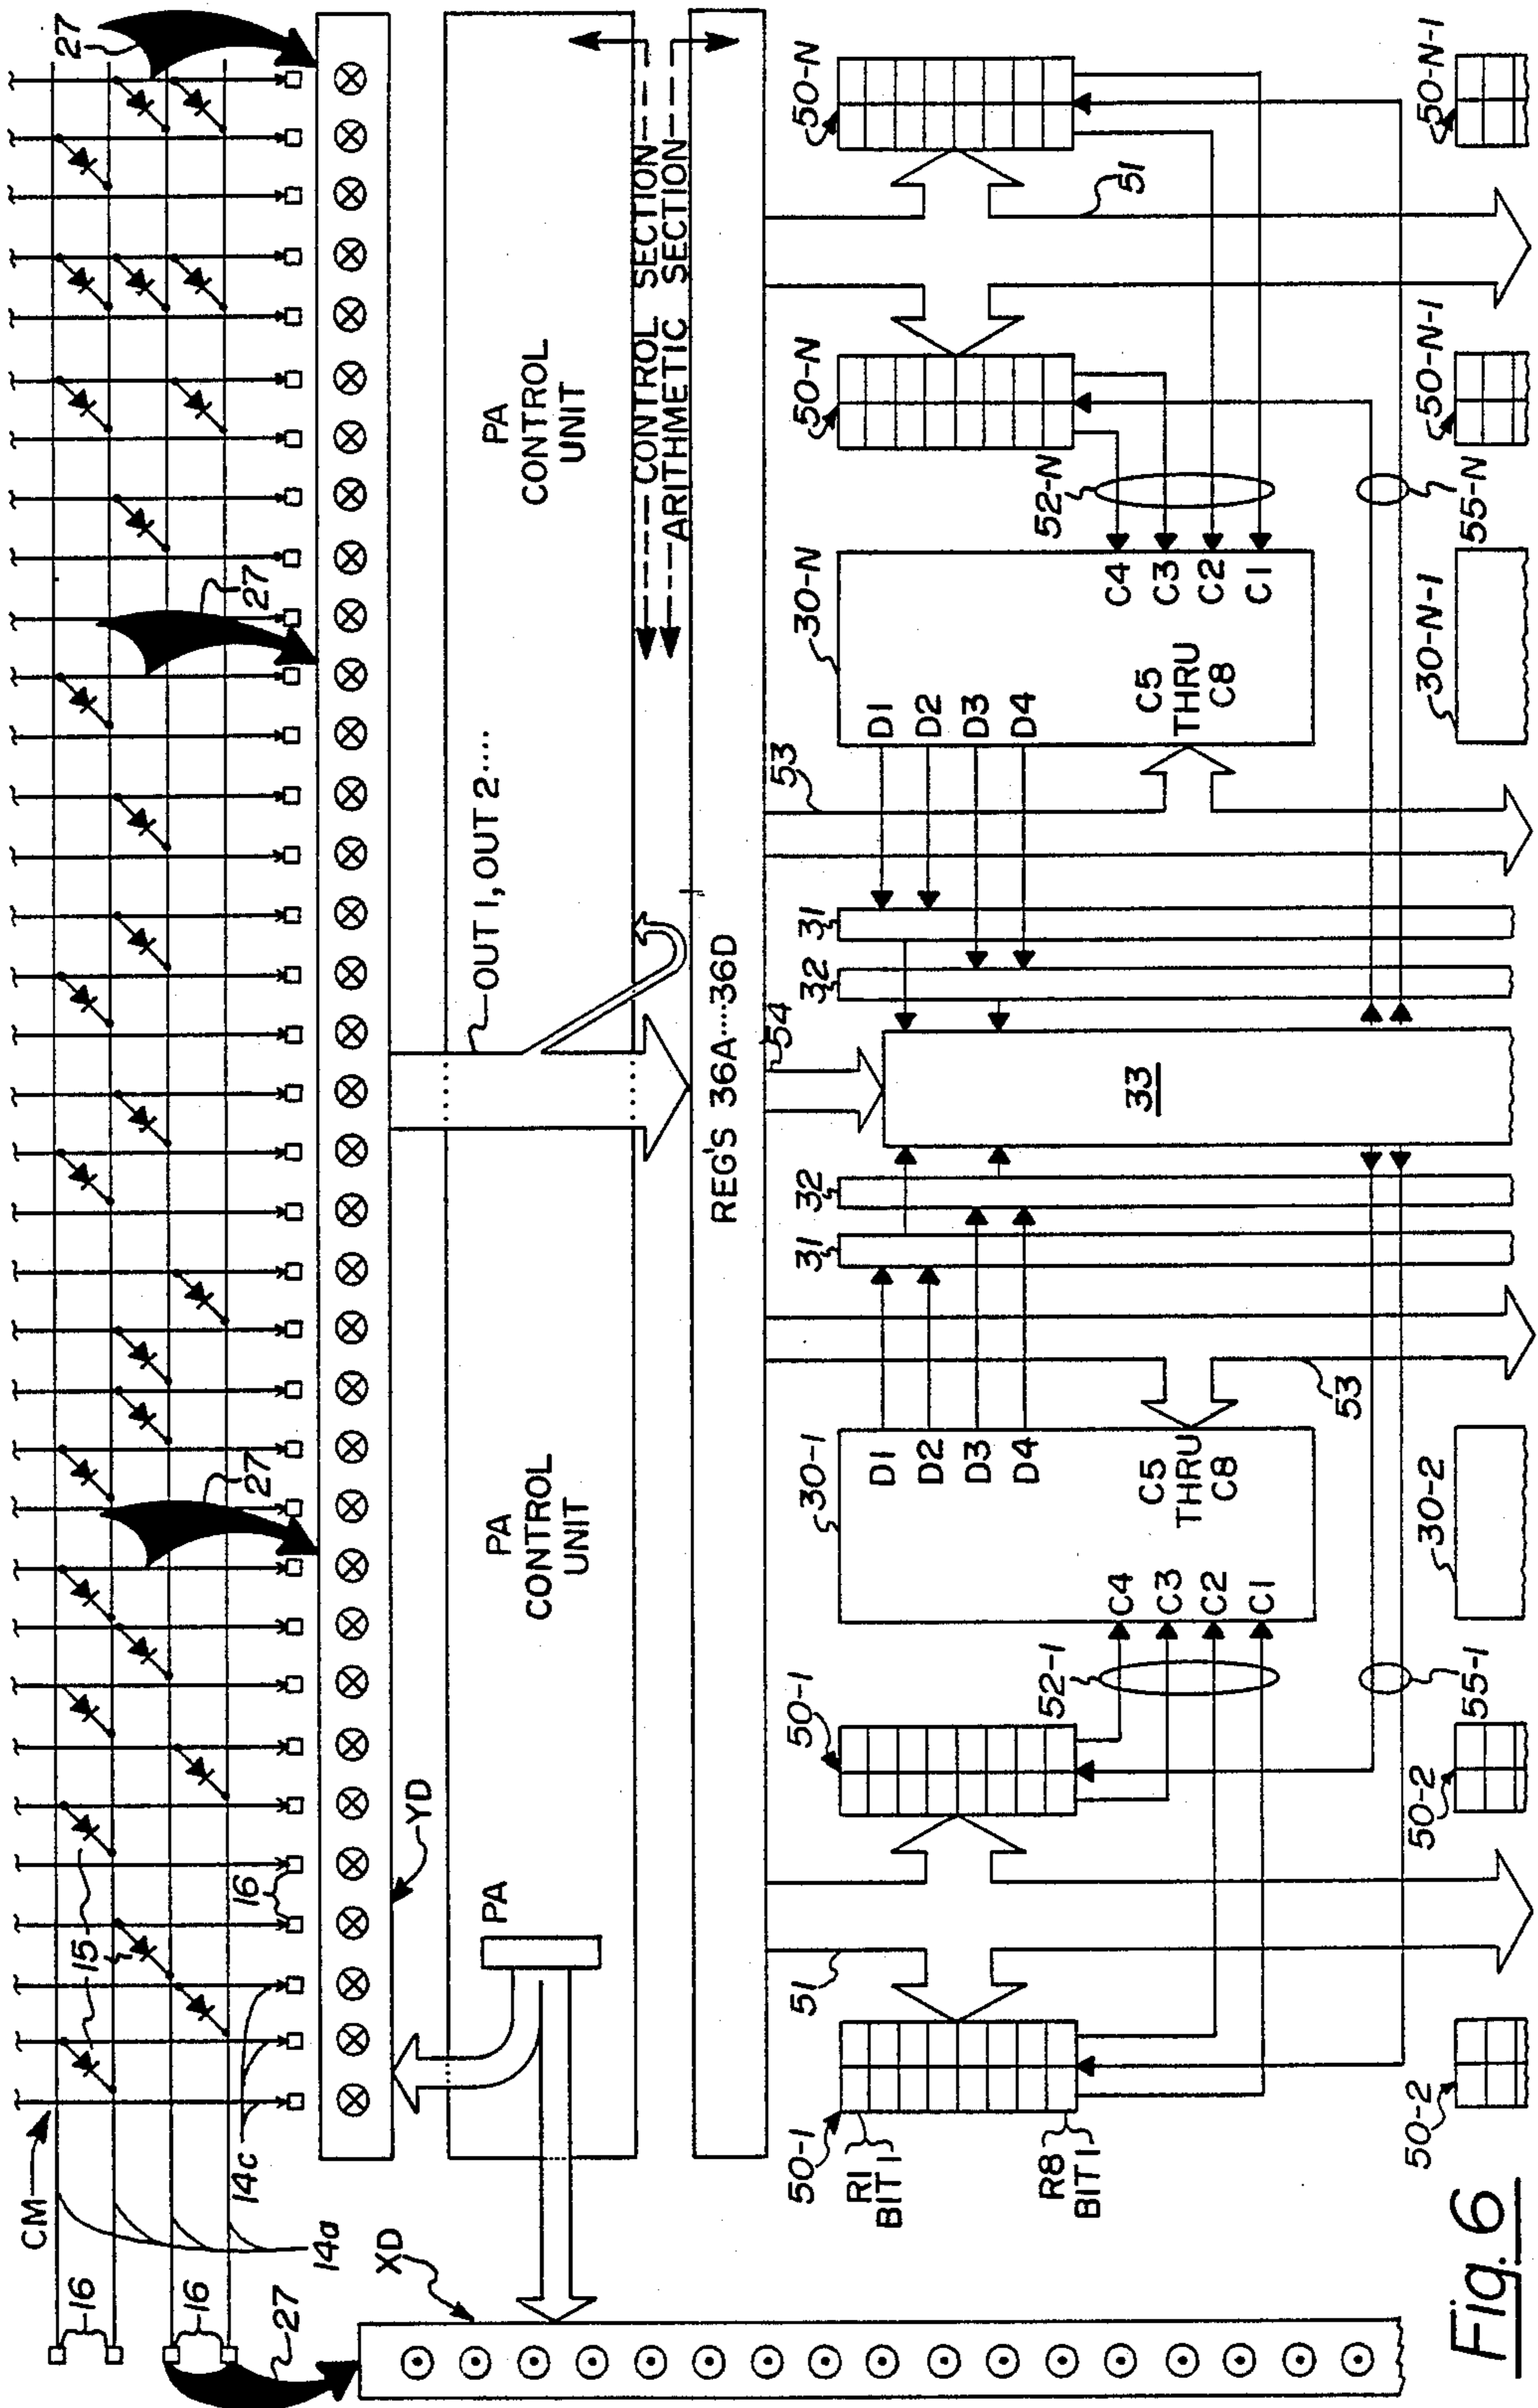 CM
16
16
27
14a
14c
15
16
27
27
27
XD
YD
PA
PA
CONTROL
UNIT
PA
CONTROL
UNIT
OUT 1, OUT 2.....
CONTROL SECTION
ARITHMETIC SECTION
REG'S 36A....36D
50-1
R1
BIT 1
R8
BIT 1
51
50-1
52-1
C4
C3
C2
C1
30-1
D1
D2
D3
D4
C5
THRU
C8
53
31
32
54
33
32
31
53
30-N
D1
D2
D3
D4
C5
THRU
C8
C4
C3
C2
C1
52-N
50-N
51
50-N
50-2
50-2
55-1
30-2
30-N-1
55-N
50-N-1
50-N-1
Fig. 6